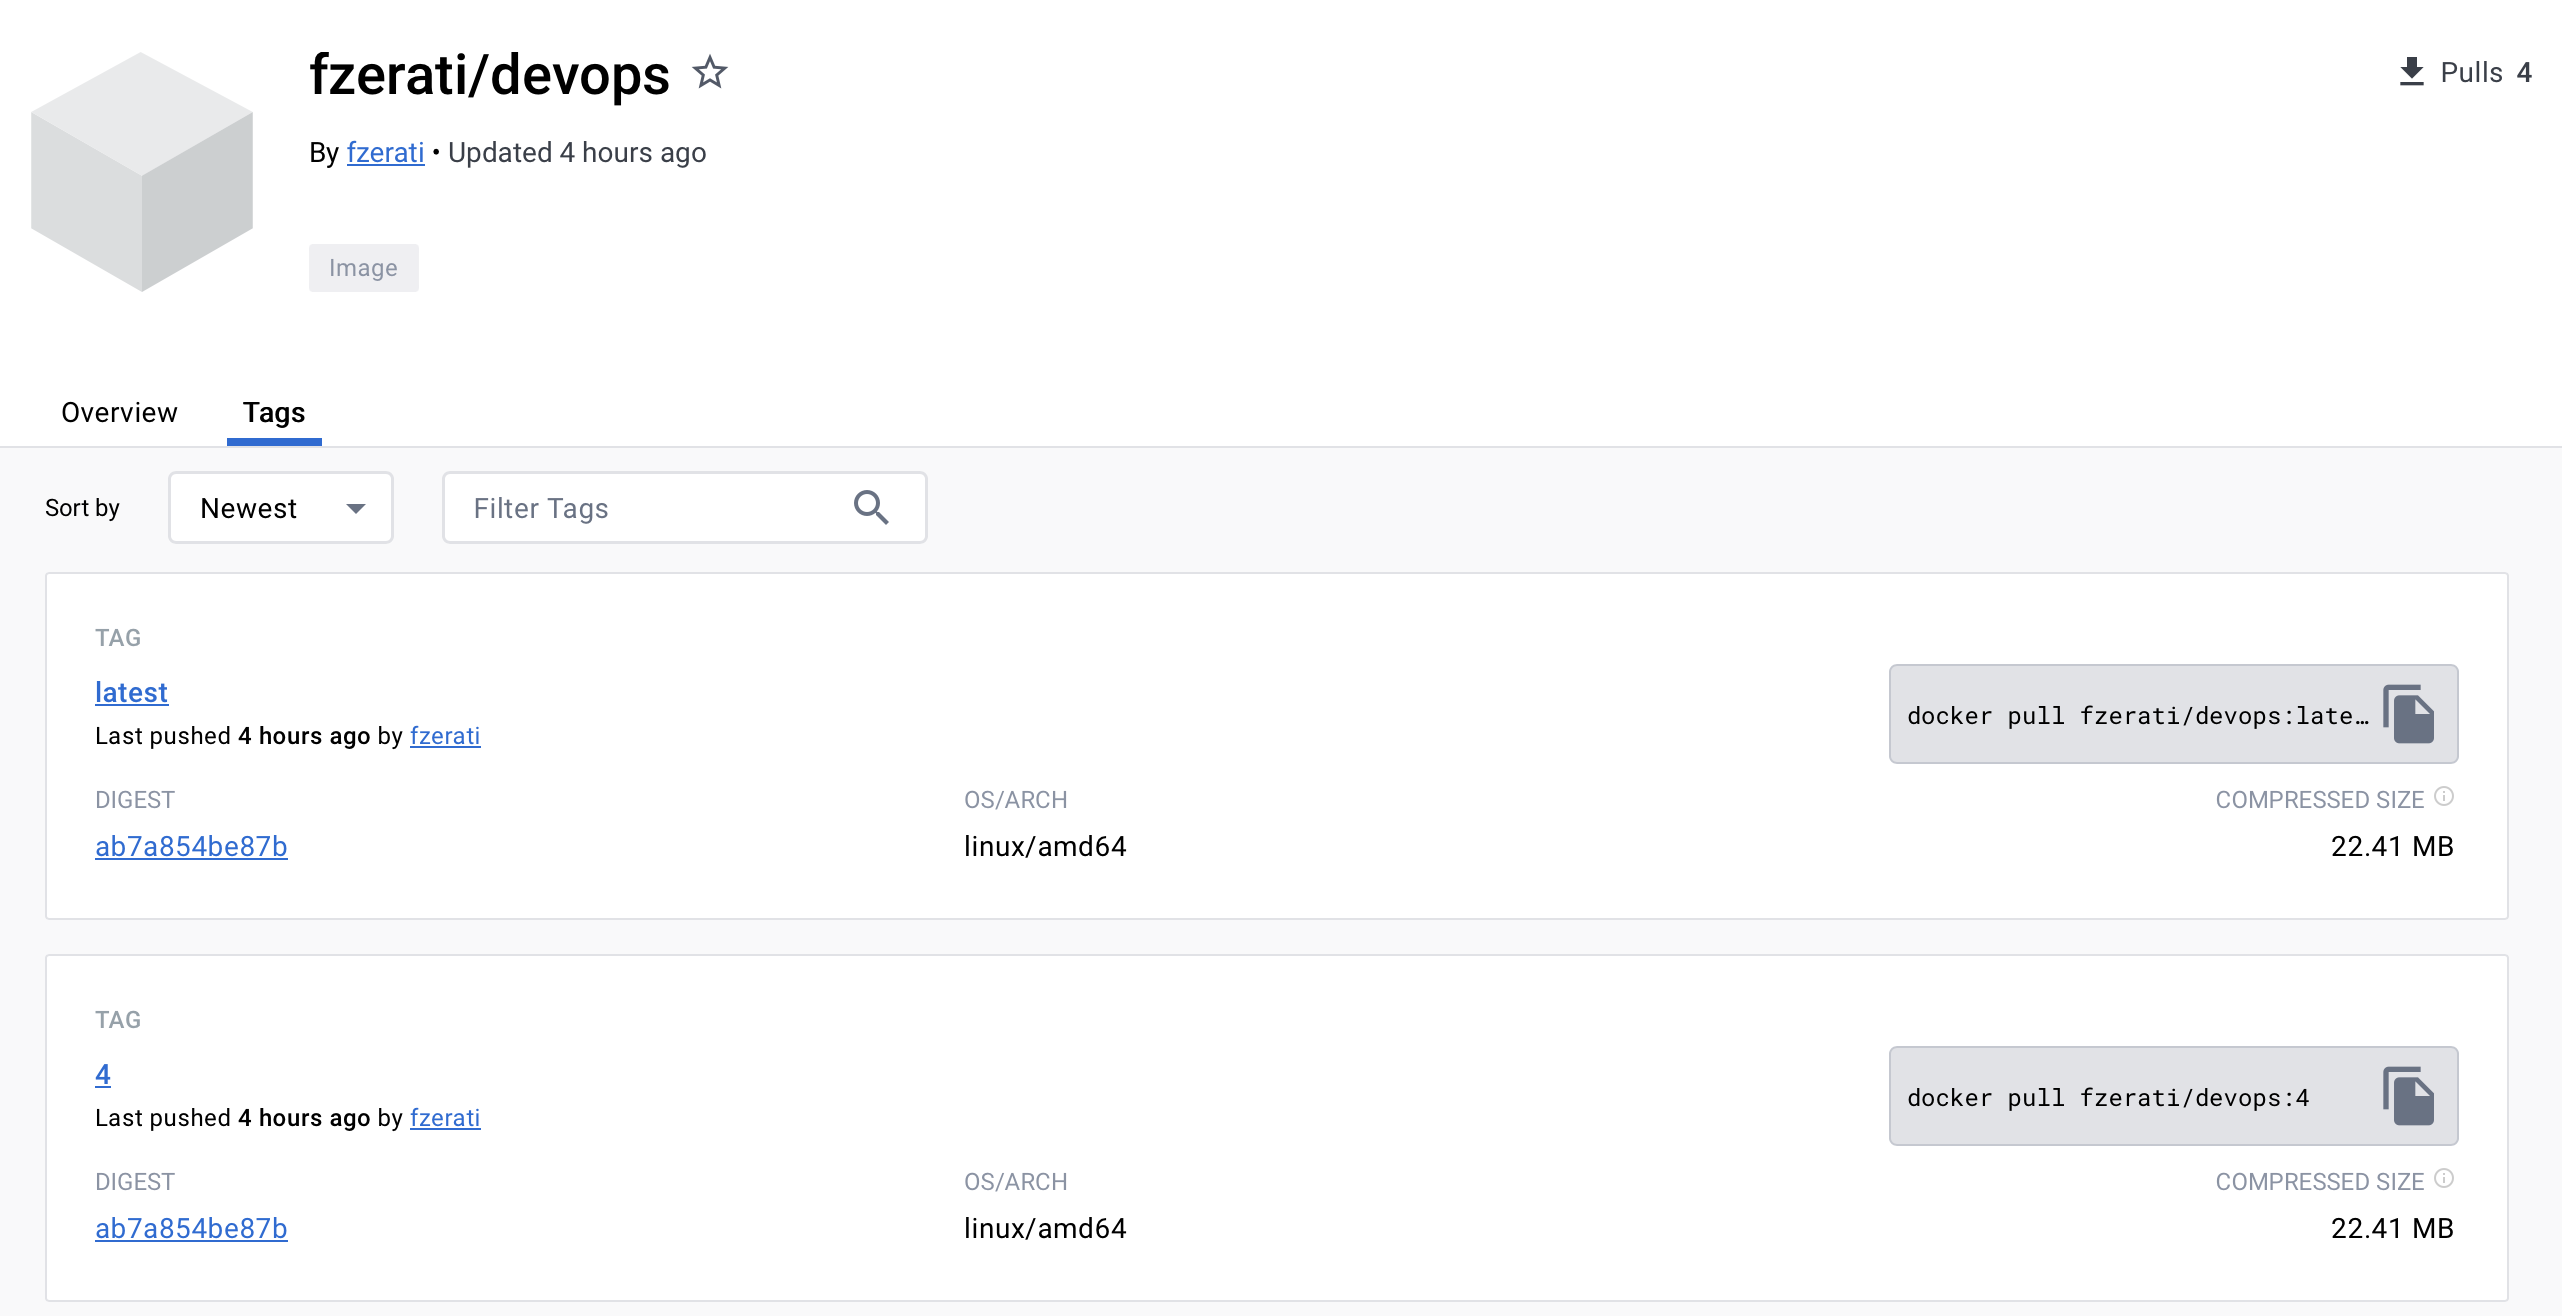 fzerati/devops
Pulls 4
By fzerati • Updated 4 hours ago
Image
Overview Tags
Sort by Newest Filter Tags
TAG
latest
Last pushed 4 hours ago by fzerati
docker pull fzerati/devops:late…
DIGEST OS/ARCH COMPRESSED SIZE
ab7a854be87b linux/amd64 22.41 MB
TAG
4
Last pushed 4 hours ago by fzerati
docker pull fzerati/devops:4
DIGEST OS/ARCH COMPRESSED SIZE
ab7a854be87b linux/amd64 22.41 MB